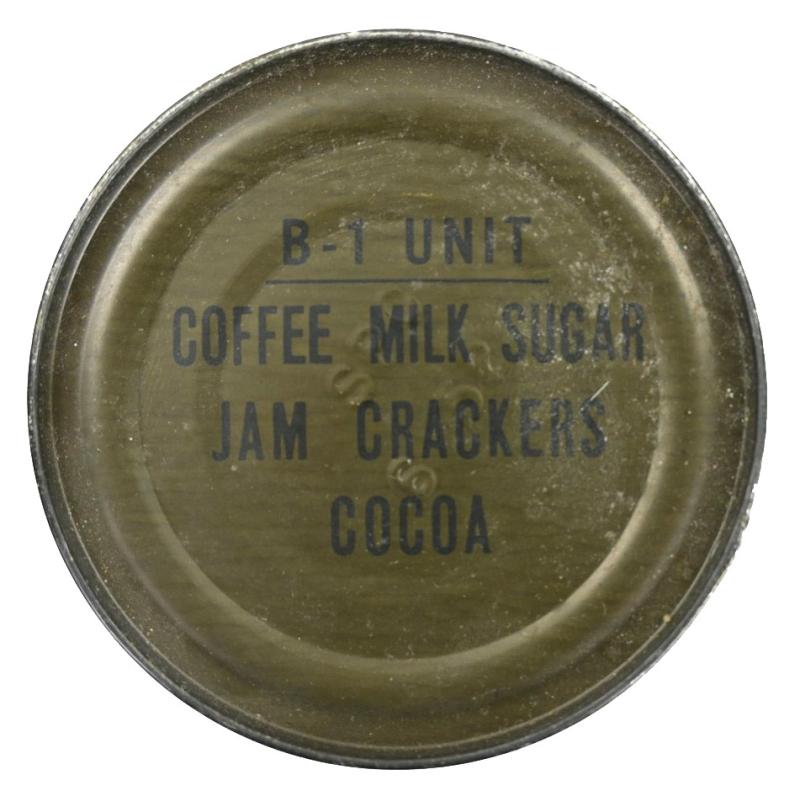 B-1 UNIT
COFFEE MILK SUGAR
JAM CRACKERS
COCOA